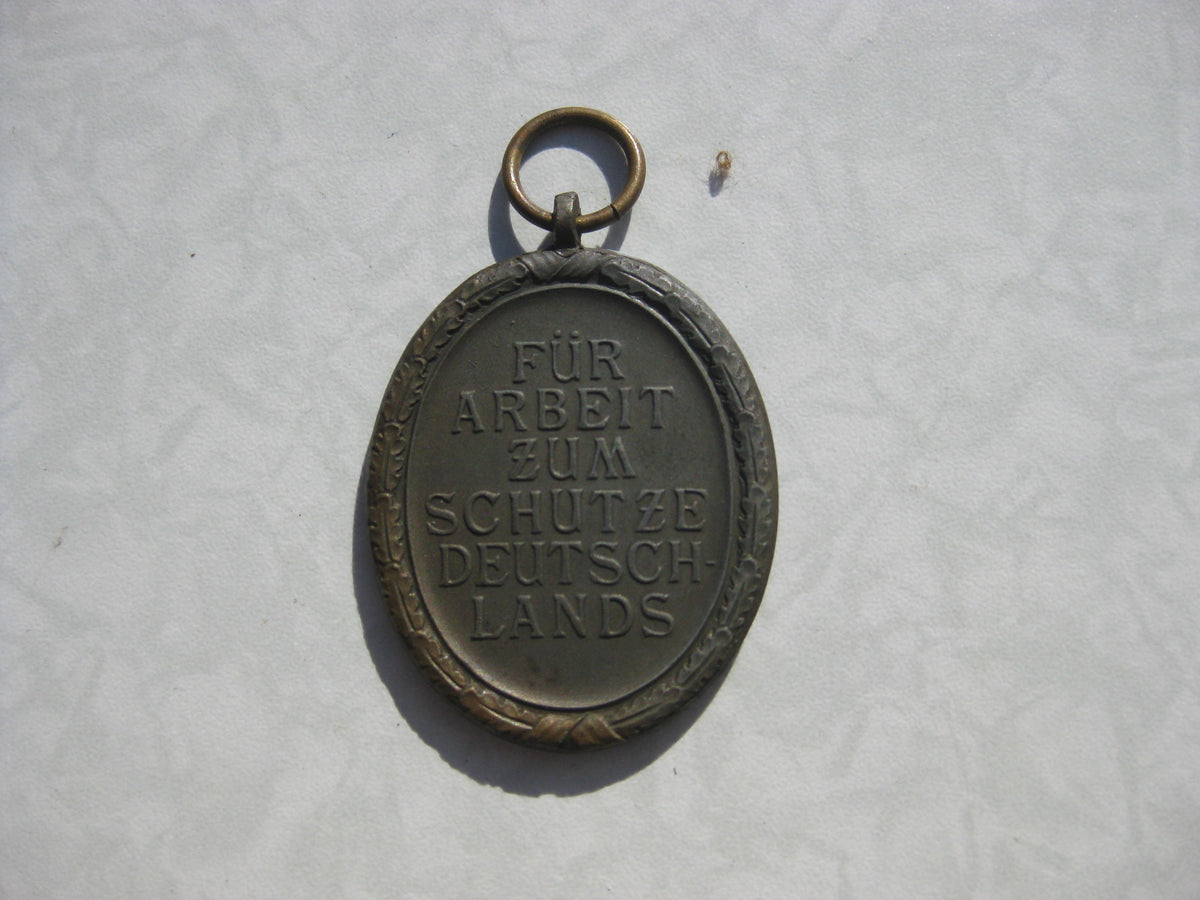 FÜR
ARBEIT
ZUM
SCHUTZE
DEUTSCH-
LANDS